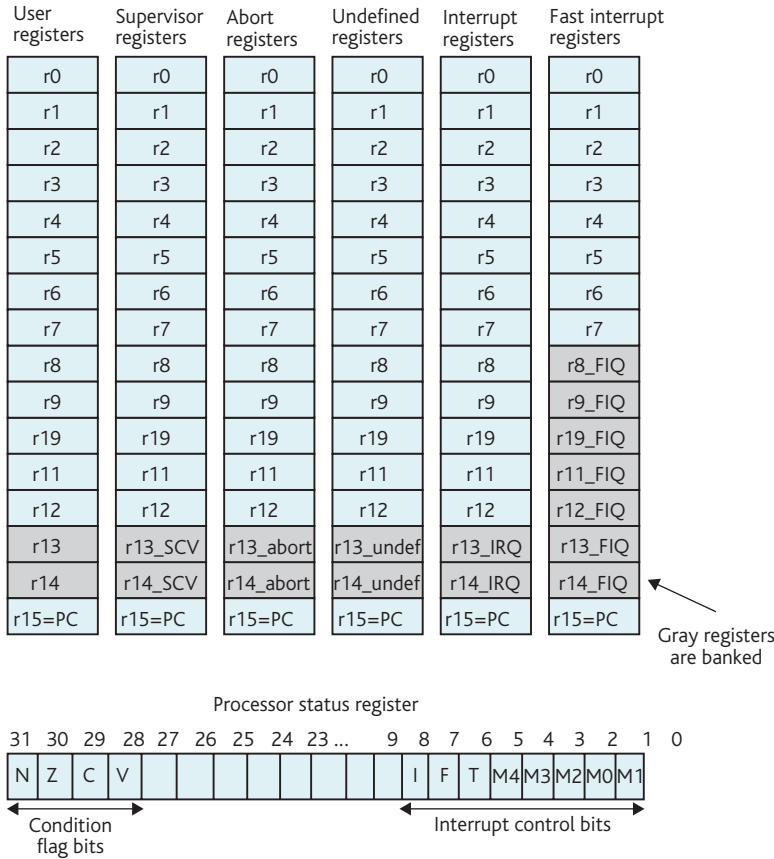 User registers
Supervisor registers
Abort registers
Undefined registers
Interrupt registers
Fast interrupt registers
r0 r0 r0 r0 r0 r0
r1 r1 r1 r1 r1 r1
r2 r2 r2 r2 r2 r2
r3 r3 r3 r3 r3 r3
r4 r4 r4 r4 r4 r4
r5 r5 r5 r5 r5 r5
r6 r6 r6 r6 r6 r6
r7 r7 r7 r7 r7 r7
r8 r8 r8 r8 r8 r8_FIQ
r9 r9 r9 r9 r9 r9_FIQ
r19 r19 r19 r19 r19 r19_FIQ
r11 r11 r11 r11 r11 r11_FIQ
r12 r12 r12 r12 r12 r12_FIQ
r13 r13_SCV r13_abort r13_undef r13_IRQ r13_FIQ
r14 r14_SCV r14_abort r14_undef r14_IRQ r14_FIQ
r15=PC r15=PC r15=PC r15=PC r15=PC r15=PC
Gray registers
are banked
Processor status register
31 30 29 28 27 26 25 24 23 ... 9 8 7 6 5 4 3 2 1 0
N Z C V I F T M4 M3 M2 M0 M1
Condition
flag bits
Interrupt control bits